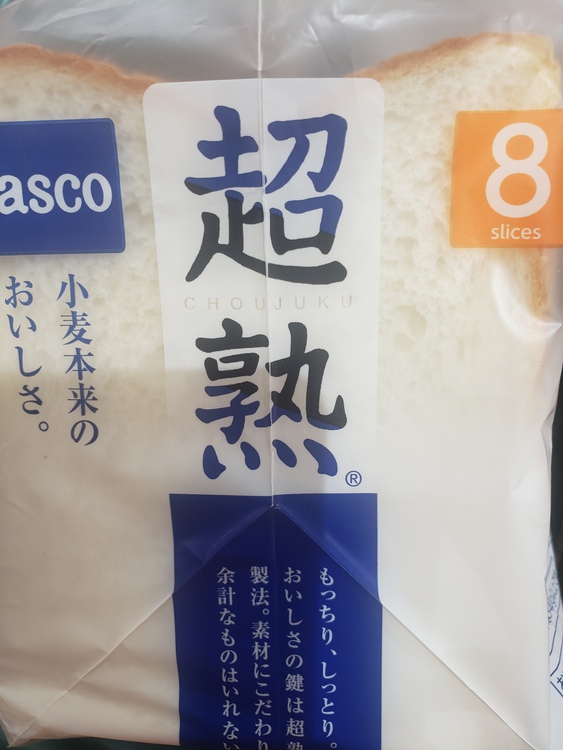 asco
8
slices
超熟
CHOUJUKU
®
小麦本来の
おいしさ。
もっちり、しっとり。
おいしさの鍵は超熟
製法。素材にこだわり
余計なものはいれない